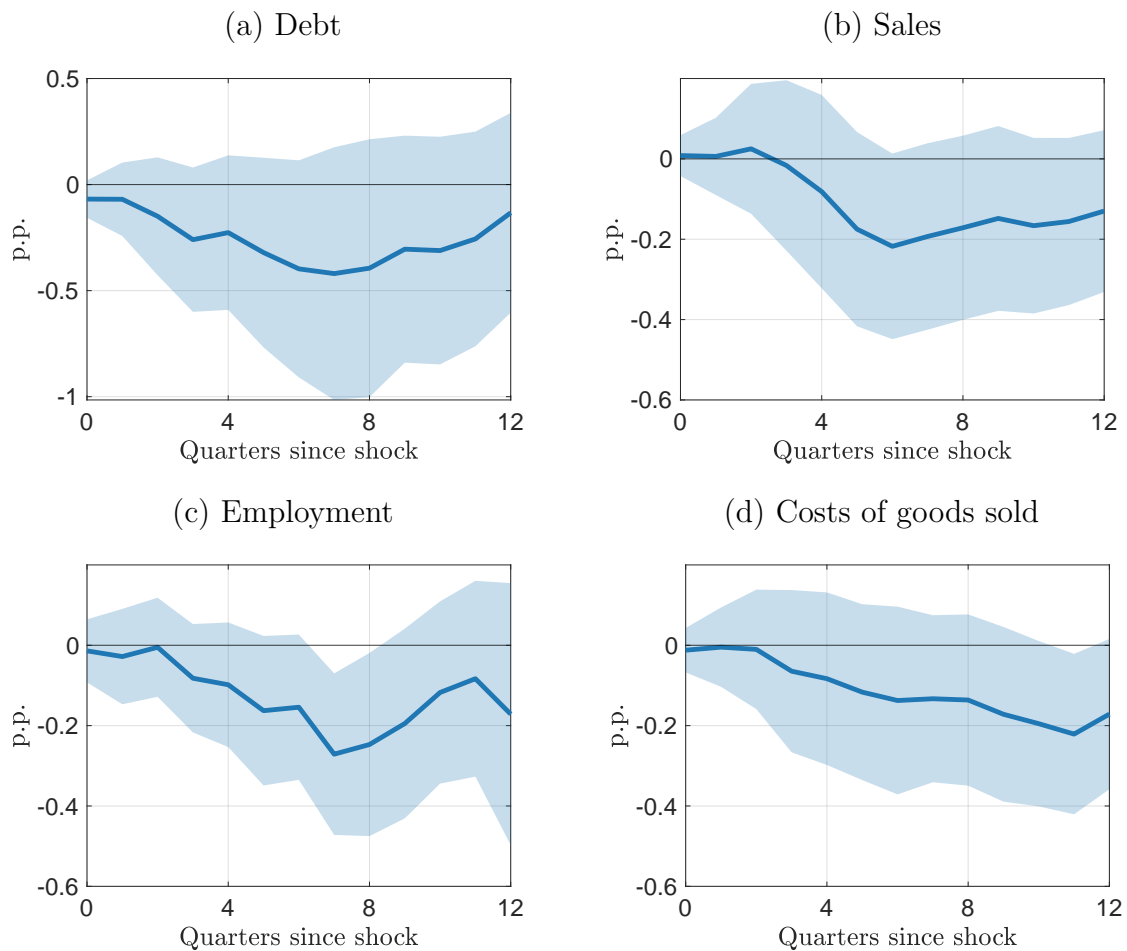 (a) Debt
0.5
0
-0.5
-1
p.p.
0 4 8 12
Quarters since shock
(b) Sales
0
-0.2
-0.4
-0.6
p.p.
0 4 8 12
Quarters since shock
(c) Employment
0
-0.2
-0.4
-0.6
p.p.
0 4 8 12
Quarters since shock
(d) Costs of goods sold
0
-0.2
-0.4
-0.6
p.p.
0 4 8 12
Quarters since shock